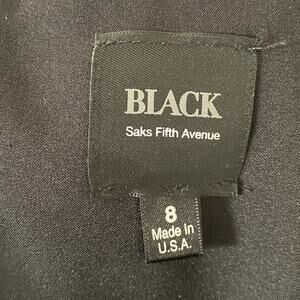 BLACK
Saks Fifth Avenue
8
Made In
U.S.A.